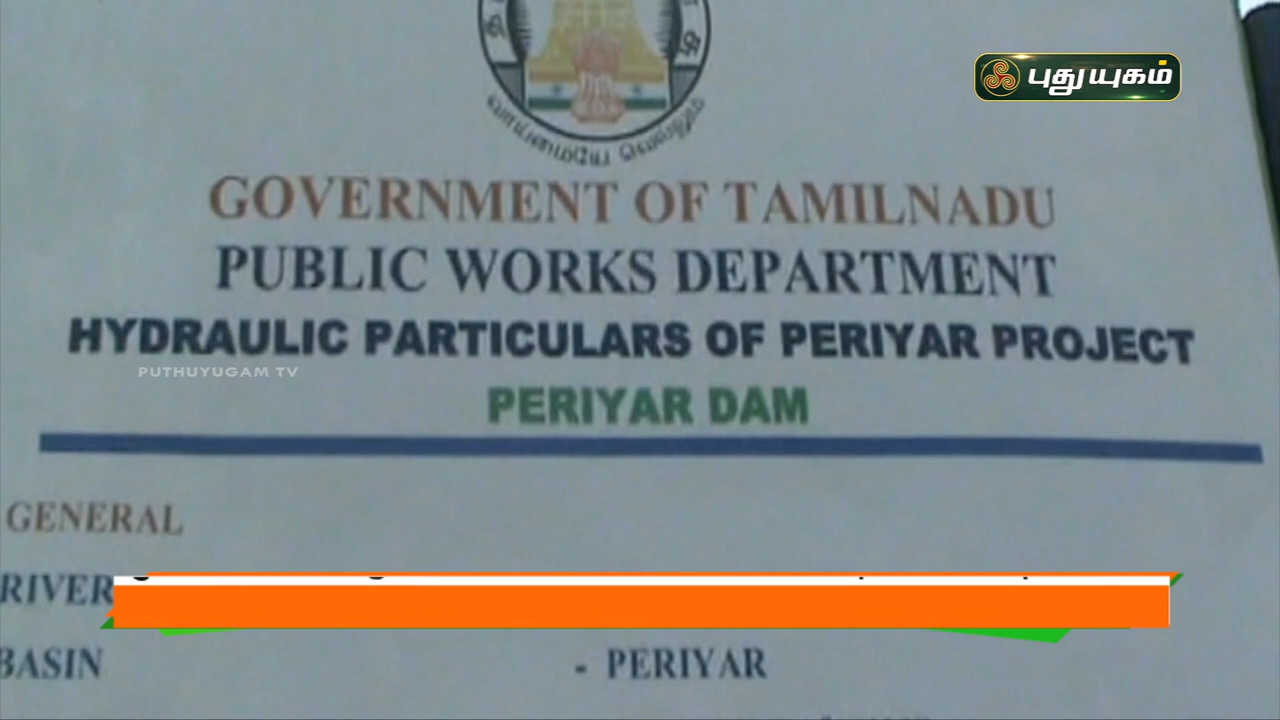 புதுயுகம்
வாய்மையே வெல்லும்
GOVERNMENT OF TAMILNADU
PUBLIC WORKS DEPARTMENT
HYDRAULIC PARTICULARS OF PERIYAR PROJECT
PUTHUYUGAM TV
PERIYAR DAM
GENERAL
RIVER
BASIN - PERIYAR